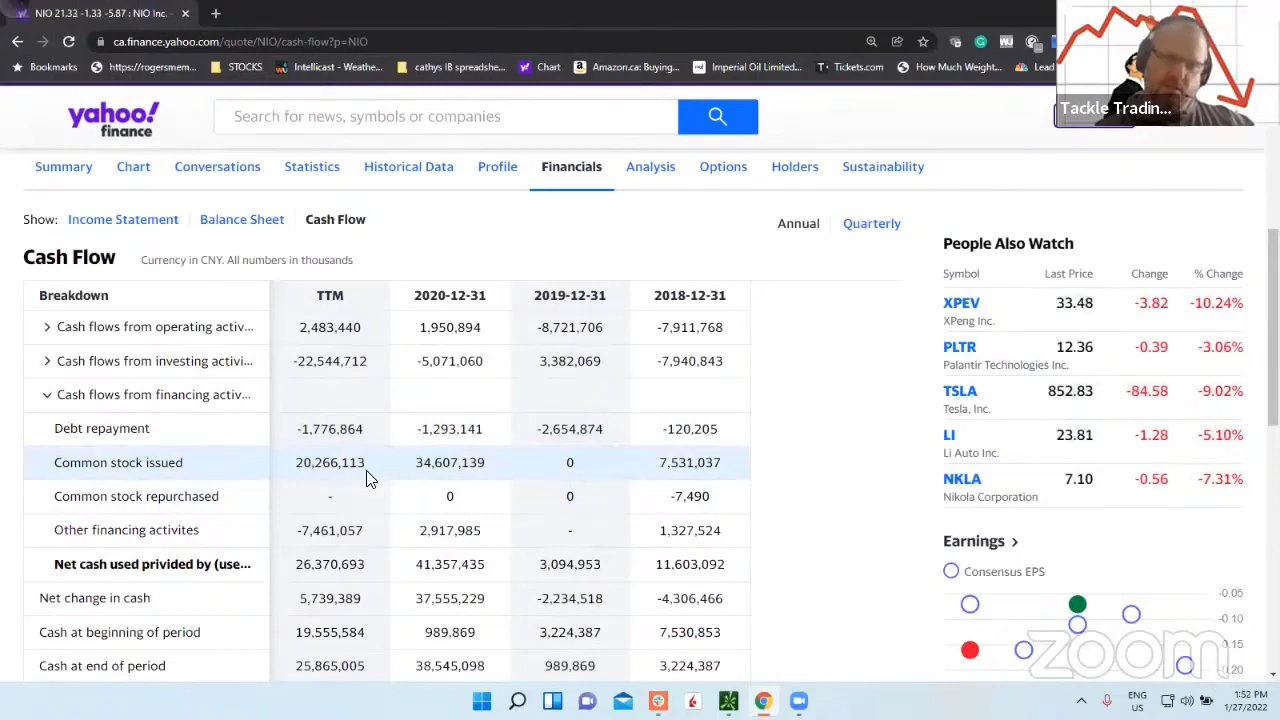 NIO 21.33 -1.33 -5.87 : NIO Inc. -
ca.finance.yahoo.com/quote/NIO/cash-flow?p=NIO
Bookmarks https://rogersmem... STOCKS Intellicast - Weathe... cathys IB spreadshe... Chart Amazon.ca: Buying... Imperial Oil Limited... Tickets.com How Much Weight... Lead
yahoo!
finance
Search for news, symbols or companies
Tackle Tradin...
Summary Chart Conversations Statistics Historical Data Profile Financials Analysis Options Holders Sustainability
Show: Income Statement Balance Sheet Cash Flow
Annual Quarterly
Cash Flow Currency in CNY. All numbers in thousands
Breakdown TTM 2020-12-31 2019-12-31 2018-12-31
Cash flows from operating activ... 2,483,440 1,950,894 -8,721,706 -7,911,768
Cash flows from investing activi... -22,544,712 -5,071,060 3,382,069 -7,940,843
Cash flows from financing activ...
Debt repayment -1,776,864 -1,293,141 -2,654,874 -120,205
Common stock issued 20,266,113 34,607,139 0 7,531,037
Common stock repurchased - 0 0 -7,490
Other financing activites -7,461,057 2,917,985 - 1,327,524
Net cash used privided by (use... 26,370,693 41,357,435 3,094,953 11,603,092
Net change in cash 5,739,389 37,555,229 -2,234,518 -4,306,466
Cash at beginning of period 19,555,584 989,869 3,224,387 7,530,853
Cash at end of period 25,865,005 38,545,098 989,869 3,224,387
People Also Watch
Symbol Last Price Change % Change
XPEV 33.48 -3.82 -10.24%
XPeng Inc.
PLTR 12.36 -0.39 -3.06%
Palantir Technologies Inc.
TSLA 852.83 -84.58 -9.02%
Tesla, Inc.
LI 23.81 -1.28 -5.10%
Li Auto Inc.
NKLA 7.10 -0.56 -7.31%
Nikola Corporation
Earnings
Consensus EPS
-0.05
-0.10
0.15
-0.20
zoom
ENG
US
1:52 PM
1/27/2022